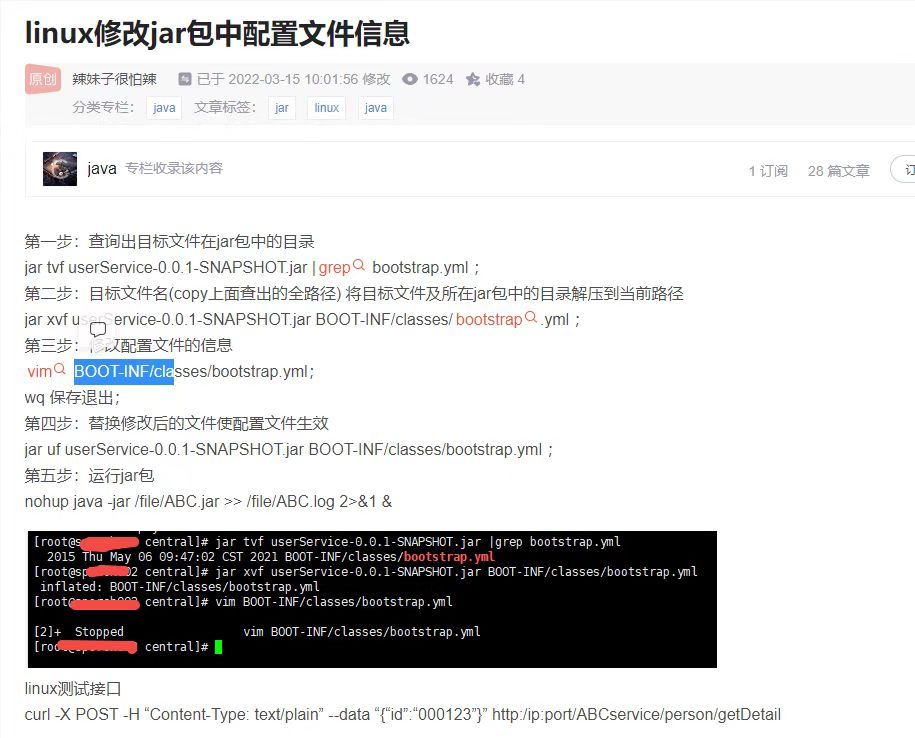 linux修改jar包中配置文件信息
原创 辣妹子很怕辣 已于 2022-03-15 10:01:56 修改 1624 收藏 4
分类专栏： java 文章标签： jar linux java
java 专栏收录该内容 1 订阅 28 篇文章 订
第一步：查询出目标文件在jar包中的目录
jar tvf userService-0.0.1-SNAPSHOT.jar |grep bootstrap.yml ；
第二步：目标文件名(copy上面查出的全路径) 将目标文件及所在jar包中的目录解压到当前路径
jar xvf userService-0.0.1-SNAPSHOT.jar BOOT-INF/classes/ bootstrap .yml ；
第三步：修改配置文件的信息
vim BOOT-INF/classes/bootstrap.yml；
wq 保存退出；
第四步：替换修改后的文件使配置文件生效
jar uf userService-0.0.1-SNAPSHOT.jar BOOT-INF/classes/bootstrap.yml ；
第五步：运行jar包
nohup java -jar /file/ABC.jar >> /file/ABC.log 2>&1 &
[root@ central]# jar tvf userService-0.0.1-SNAPSHOT.jar |grep bootstrap.yml
2015 Thu May 06 09:47:02 CST 2021 BOOT-INF/classes/bootstrap.yml
[root@ central]# jar xvf userService-0.0.1-SNAPSHOT.jar BOOT-INF/classes/bootstrap.yml
inflated: BOOT-INF/classes/bootstrap.yml
[root central]# vim BOOT-INF/classes/bootstrap.yml
[2]+ Stopped vim BOOT-INF/classes/bootstrap.yml
[root central]#
linux测试接口
curl -X POST -H “Content-Type: text/plain” --data “{“id”:“000123”}” http:/ip:port/ABCservice/person/getDetail